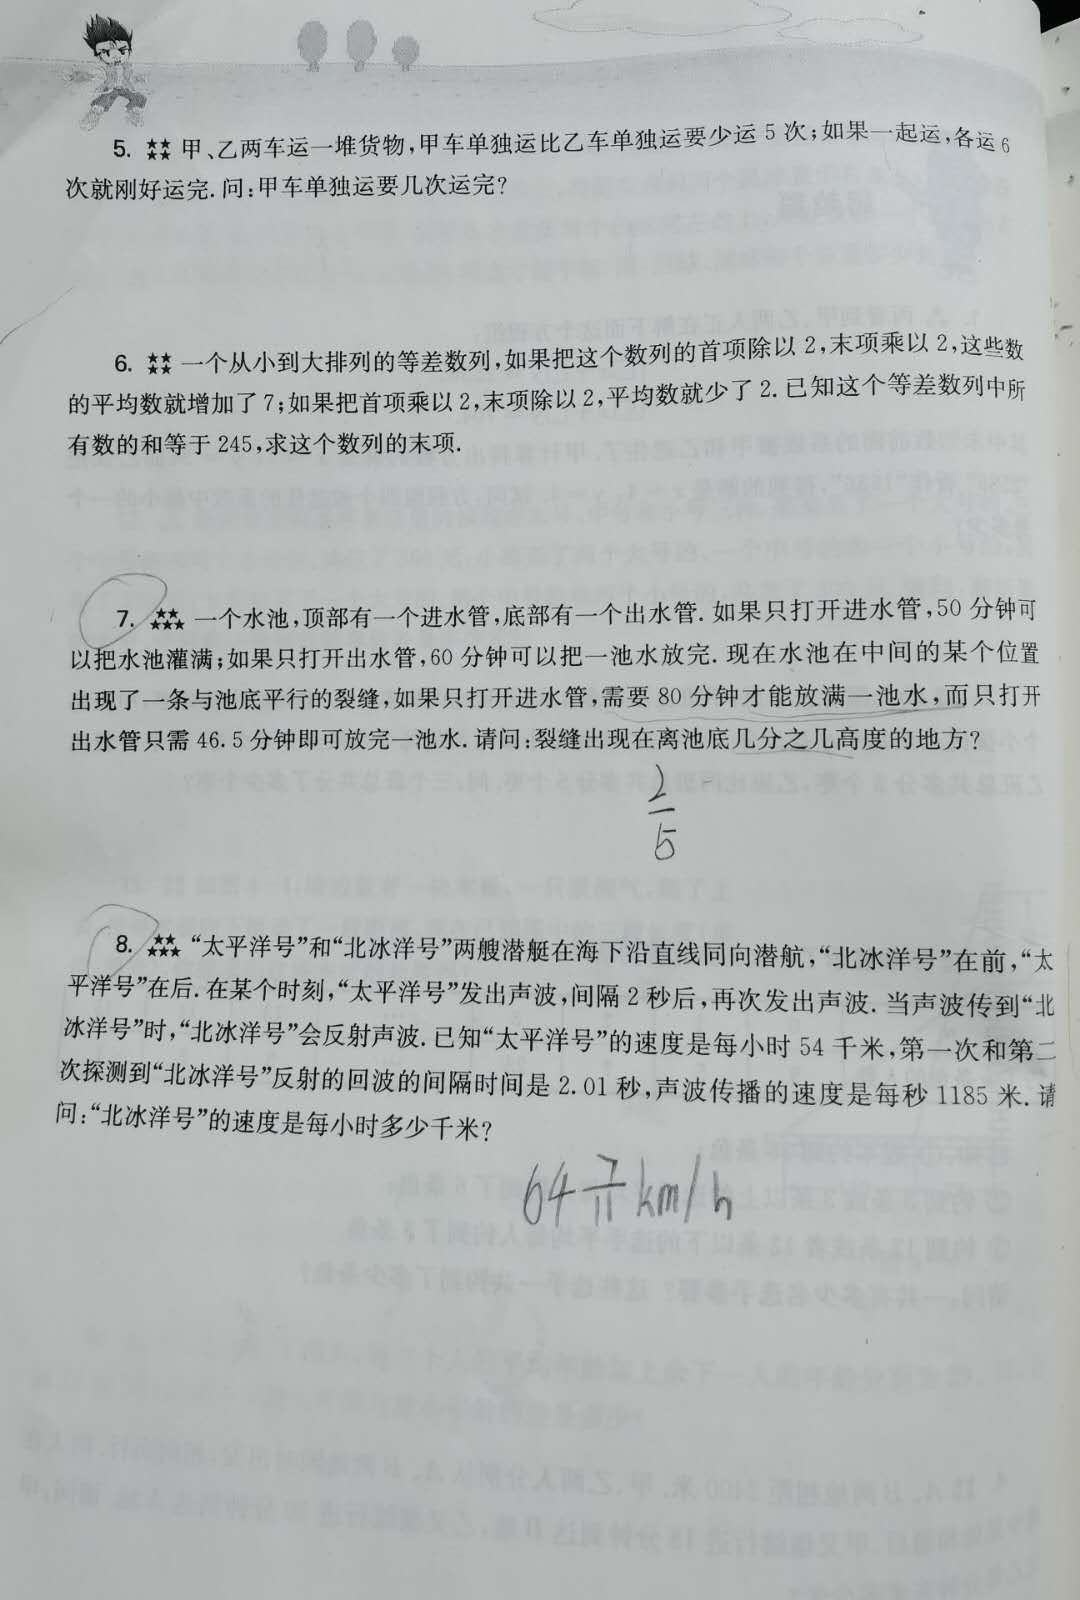 5. ★★★★ 甲、乙两车运一堆货物,甲车单独运比乙车单独运要少运 5 次;如果一起运,各运 6
次就刚好运完. 问:甲车单独运要几次运完?
6. ★★★★ 一个从小到大排列的等差数列,如果把这个数列的首项除以 2,末项乘以 2,这些数
的平均数就增加了 7;如果把首项乘以 2,末项除以 2,平均数就少了 2. 已知这个等差数列中所
有数的和等于 245,求这个数列的末项.
7. ★★★★★ 一个水池,顶部有一个进水管,底部有一个出水管. 如果只打开进水管,50 分钟可
以把水池灌满;如果只打开出水管,60 分钟可以把一池水放完. 现在水池在中间的某个位置
出现了一条与池底平行的裂缝,如果只打开进水管,需要 80 分钟才能放满一池水,而只打开
出水管只需 46.5 分钟即可放完一池水. 请问:裂缝出现在离池底几分之几高度的地方?
2/5
8. ★★★★★ “太平洋号”和“北冰洋号”两艘潜艇在海下沿直线同向潜航,“北冰洋号”在前,“太
平洋号”在后. 在某个时刻,“太平洋号”发出声波,间隔 2 秒后,再次发出声波. 当声波传到“北
冰洋号”时,“北冰洋号”会反射声波. 已知“太平洋号”的速度是每小时 54 千米,第一次和第二
次探测到“北冰洋号”反射的回波的间隔时间是 2.01 秒,声波传播的速度是每秒 1185 米. 请
问:“北冰洋号”的速度是每小时多少千米?
64 7/11 km/h